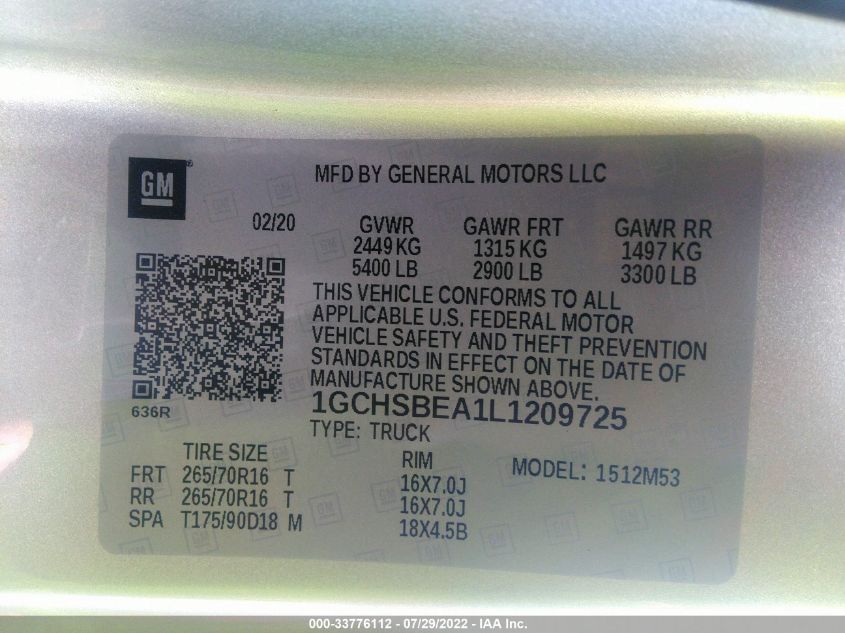 GM
MFD BY GENERAL MOTORS LLC
02/20 GVWR GAWR FRT GAWR RR
2449 KG 1315 KG 1497 KG
5400 LB 2900 LB 3300 LB
THIS VEHICLE CONFORMS TO ALL
APPLICABLE U.S. FEDERAL MOTOR
VEHICLE SAFETY AND THEFT PREVENTION
STANDARDS IN EFFECT ON THE DATE OF
MANUFACTURE SHOWN ABOVE.
636R
1GCHSBEA1L1209725
TYPE: TRUCK
TIRE SIZE RIM MODEL: 1512M53
FRT 265/70R16 T 16X7.0J
RR 265/70R16 T 16X7.0J
SPA T175/90D18 M 18X4.5B
000-33776112 - 07/29/2022 - IAA Inc.